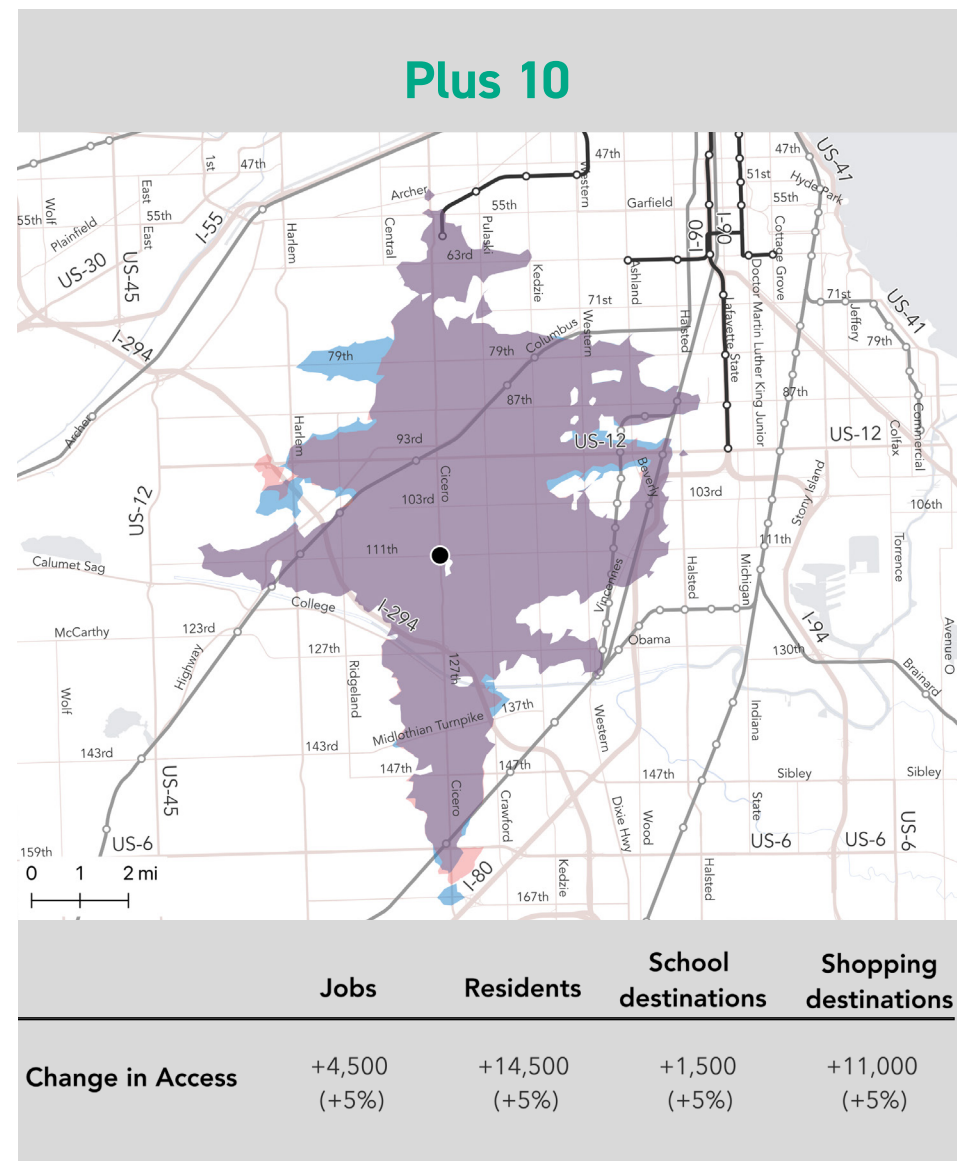 Plus 10
47th
US-41
47th
1st
47th
Western
51st
Hyde Park
East
Archer
55th
Wolf
55th
55th
Garfield
55th
Plainfield
East
I-55
Harlem
Central
Pulaski
I-90
I-90
Cottage Grove
63rd
US-30
US-45
Kedzie
Ashland
Doctor Martin Luther King Junior
71st
71st
US-41
Jeffery
Western
Halsted
Lafayette
State
I-294
79th
Columbus
79th
79th
87th
87th
Archer
Harlem
93rd
US-12
US-12
Colfax
Commercial
Cicero
Beverly
103rd
103rd
Stony Island
106th
US-12
111th
111th
Torrence
Calumet Sag
Vincennes
Halsted
Michigan
College
I-294
McCarthy
123rd
127th
Obama
I-94
130th
Avenue O
127th
Ridgeland
Highway
Brainard
Wolf
137th
Western
Indiana
Midlothian Turnpike
143rd
143rd
147th
147th
147th
Sibley
Sibley
US-45
Cicero
Crawford
Dixie Hwy
Wood
State
US-6
159th
US-6
US-6
US-6
I-80
Kedzie
Halsted
167th
0 1 2 mi
Jobs Residents School destinations Shopping destinations
Change in Access +4,500 +14,500 +1,500 +11,000
(+5%) (+5%) (+5%) (+5%)